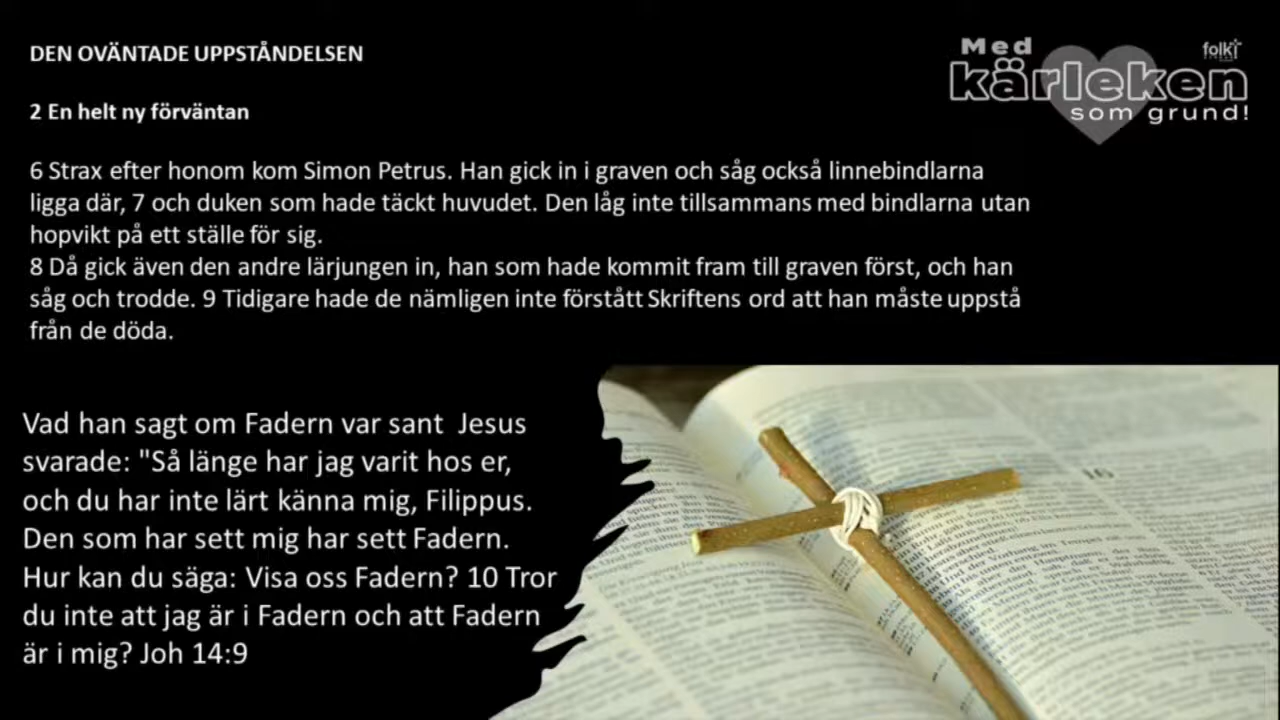 DEN OVÄNTADE UPPSTÅNDELSEN
Med
kärleken
som grund!
folk
2 En helt ny förväntan
6 Strax efter honom kom Simon Petrus. Han gick in i graven och såg också linnebindlarna
ligga där, 7 och duken som hade täckt huvudet. Den låg inte tillsammans med bindlarna utan
hopvikt på ett ställe för sig.
8 Då gick även den andre lärjungen in, han som hade kommit fram till graven först, och han
såg och trodde. 9 Tidigare hade de nämligen inte förstått Skriftens ord att han måste uppstå
från de döda.
Vad han sagt om Fadern var sant  Jesus
svarade: "Så länge har jag varit hos er,
och du har inte lärt känna mig, Filippus.
Den som har sett mig har sett Fadern.
Hur kan du säga: Visa oss Fadern? 10 Tror
du inte att jag är i Fadern och att Fadern
är i mig? Joh 14:9